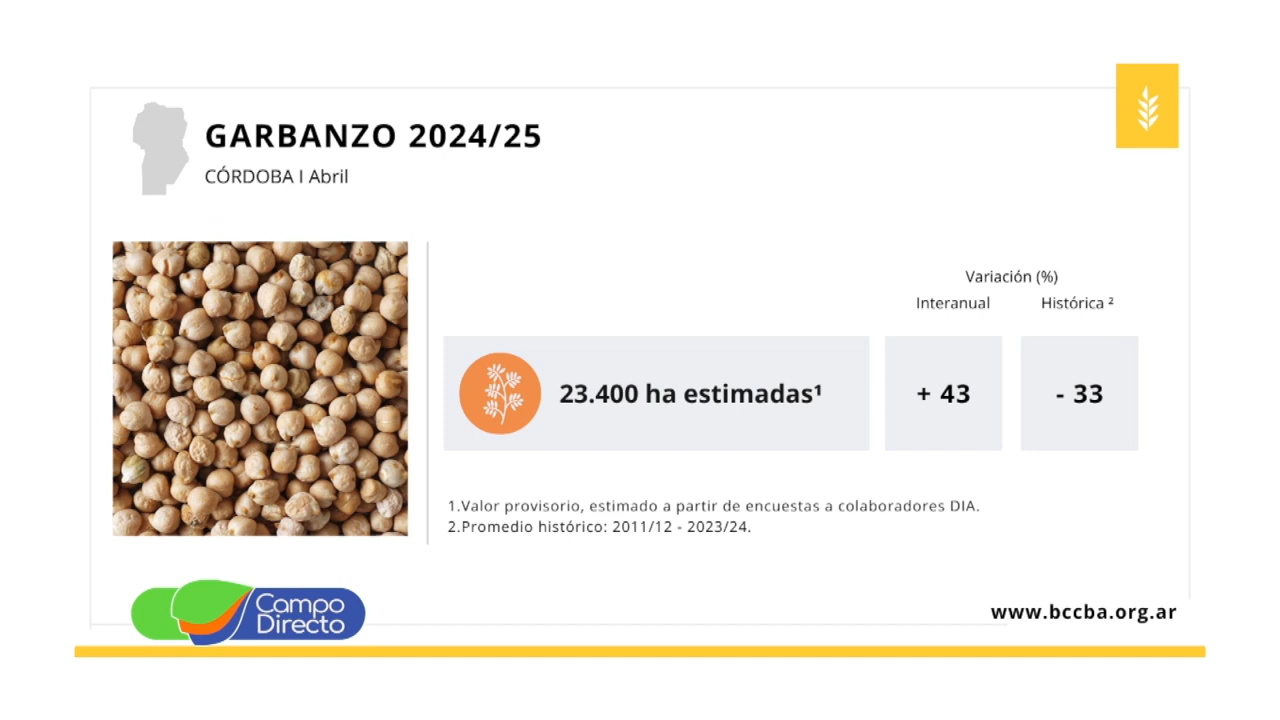 GARBANZO 2024/25
CÓRDOBA I Abril
Variación (%)
Interanual
Histórica ²
23.400 ha estimadas¹
+ 43
- 33
1.Valor provisorio, estimado a partir de encuestas a colaboradores DIA.
2.Promedio histórico: 2011/12 - 2023/24.
Campo
Directo
www.bccba.org.ar